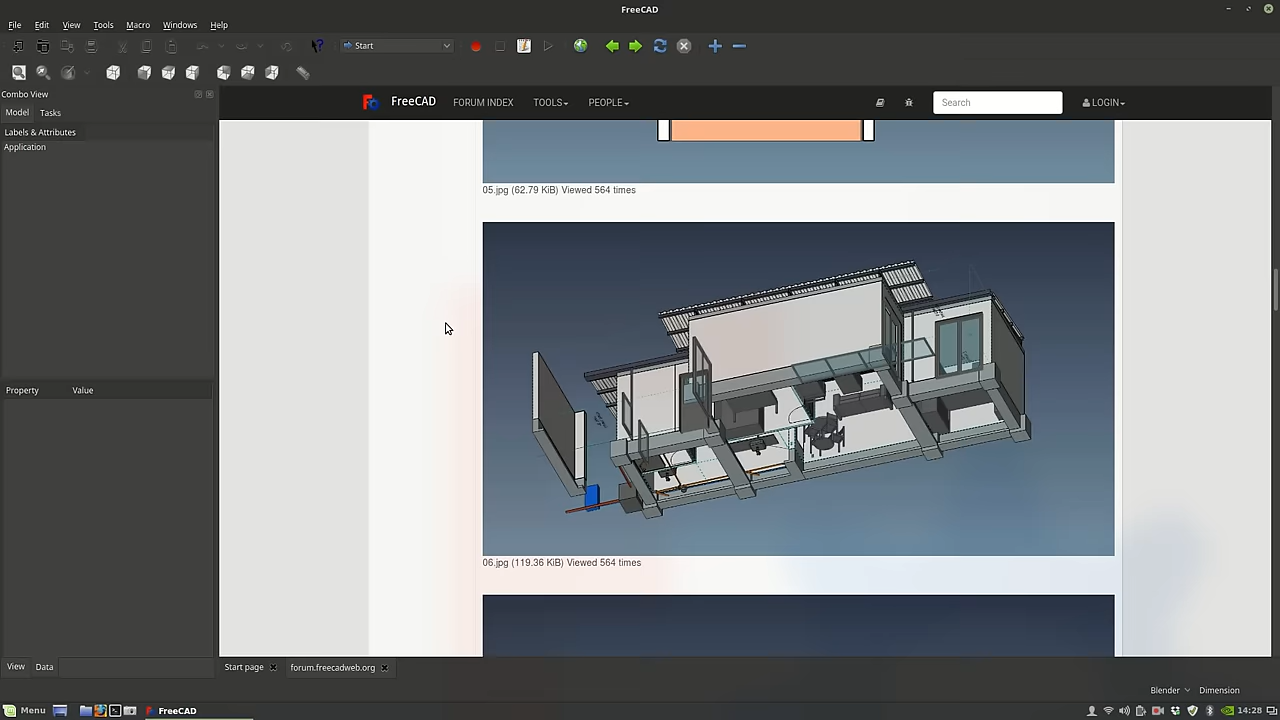 FreeCAD
File Edit View Tools Macro Windows Help
Start
Combo View
Model Tasks
Labels & Attributes
Application
FreeCAD FORUM INDEX TOOLS PEOPLE Search LOGIN
05.jpg (62.79 KiB) Viewed 564 times
06.jpg (119.36 KiB) Viewed 564 times
Property Value
View Data
Start page forum.freecadweb.org
Blender Dimension
Menu FreeCAD 14:28